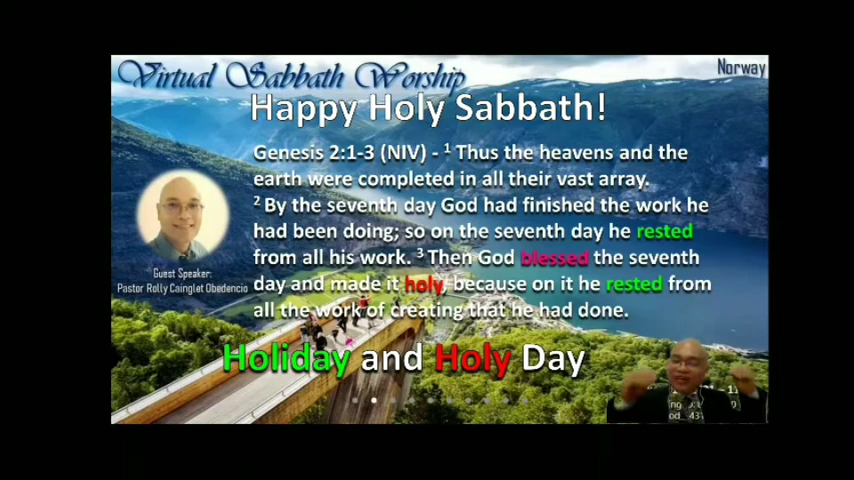 Virtual Sabbath Worship
Norway
Happy Holy Sabbath!
Genesis 2:1-3 (NIV) - 1 Thus the heavens and the
earth were completed in all their vast array.
2 By the seventh day God had finished the work he
had been doing; so on the seventh day he rested
from all his work. 3 Then God blessed the seventh
day and made it holy, because on it he rested from
all the work of creating that he had done.
Guest Speaker:
Pastor Rolly Cainglet Obedencio
Holiday and Holy Day